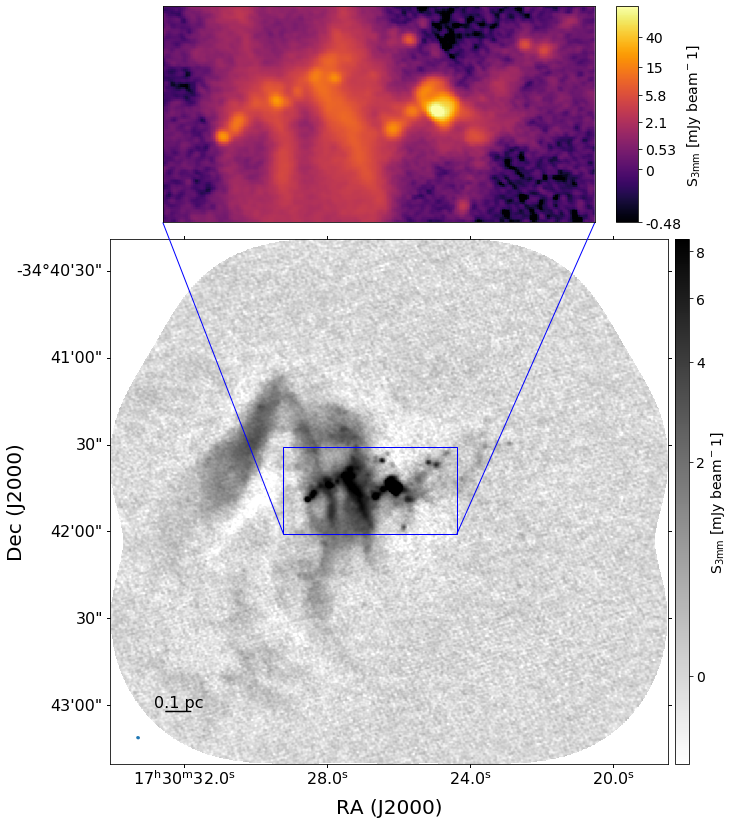 40
15
5.8
2.1
0.53
0
-0.48
S3mm [mJy beam−1]
-34°40'30"
41'00"
30"
42'00"
30"
43'00"
Dec (J2000)
0.1 pc
8
6
4
2
0
S3mm [mJy beam−1]
17h30m32.0s
28.0s
24.0s
20.0s
RA (J2000)